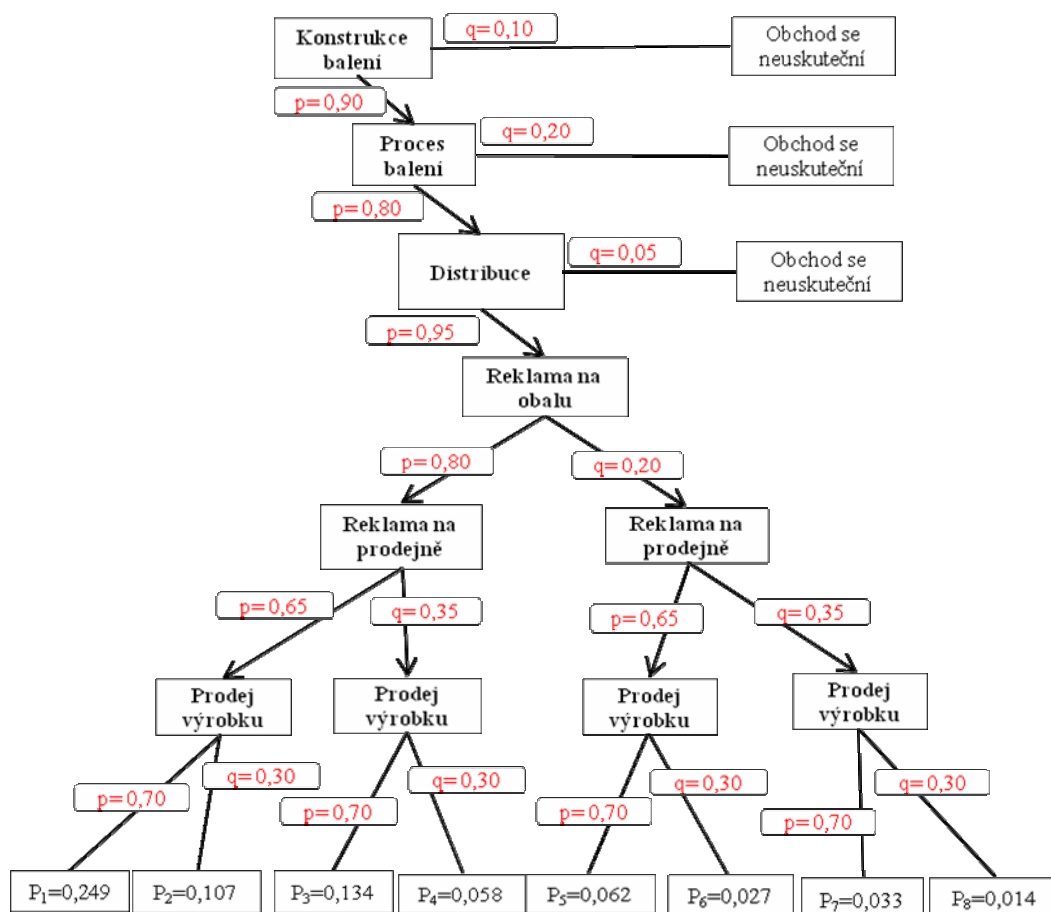 q=0,10
Konstrukce
balení
Obchod se
neuskuteční
p=0,90
q=0,20
Proces
balení
Obchod se
neuskuteční
p=0,80
q=0,05
Distribuce
Obchod se
neuskuteční
p=0,95
Reklama na
obalu
p=0,80
q=0,20
Reklama na
prodejně
Reklama na
prodejně
p=0,65
q=0,35
p=0,65
q=0,35
Prodej
výrobku
Prodej
výrobku
Prodej
výrobku
Prodej
výrobku
p=0,70
q=0,30
p=0,70
q=0,30
p=0,70
q=0,30
p=0,70
q=0,30
P₁=0,249
P₂=0,107
P₃=0,134
P₄=0,058
P₅=0,062
P₆=0,027
P₇=0,033
P₈=0,014